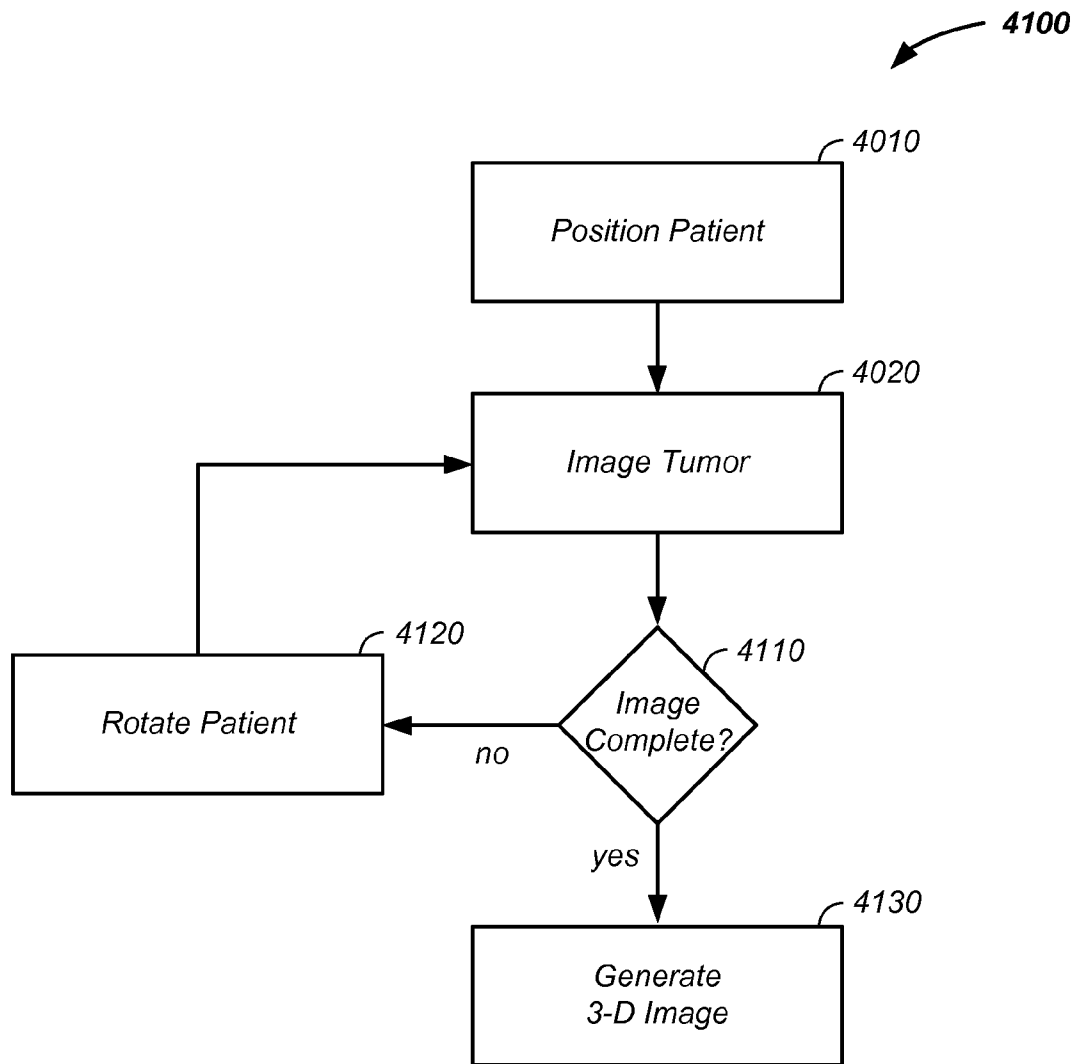 4100
4010
Position Patient
4020
Image Tumor
4120
4110
Rotate Patient
Image
Complete?
no
yes
4130
Generate
3-D Image